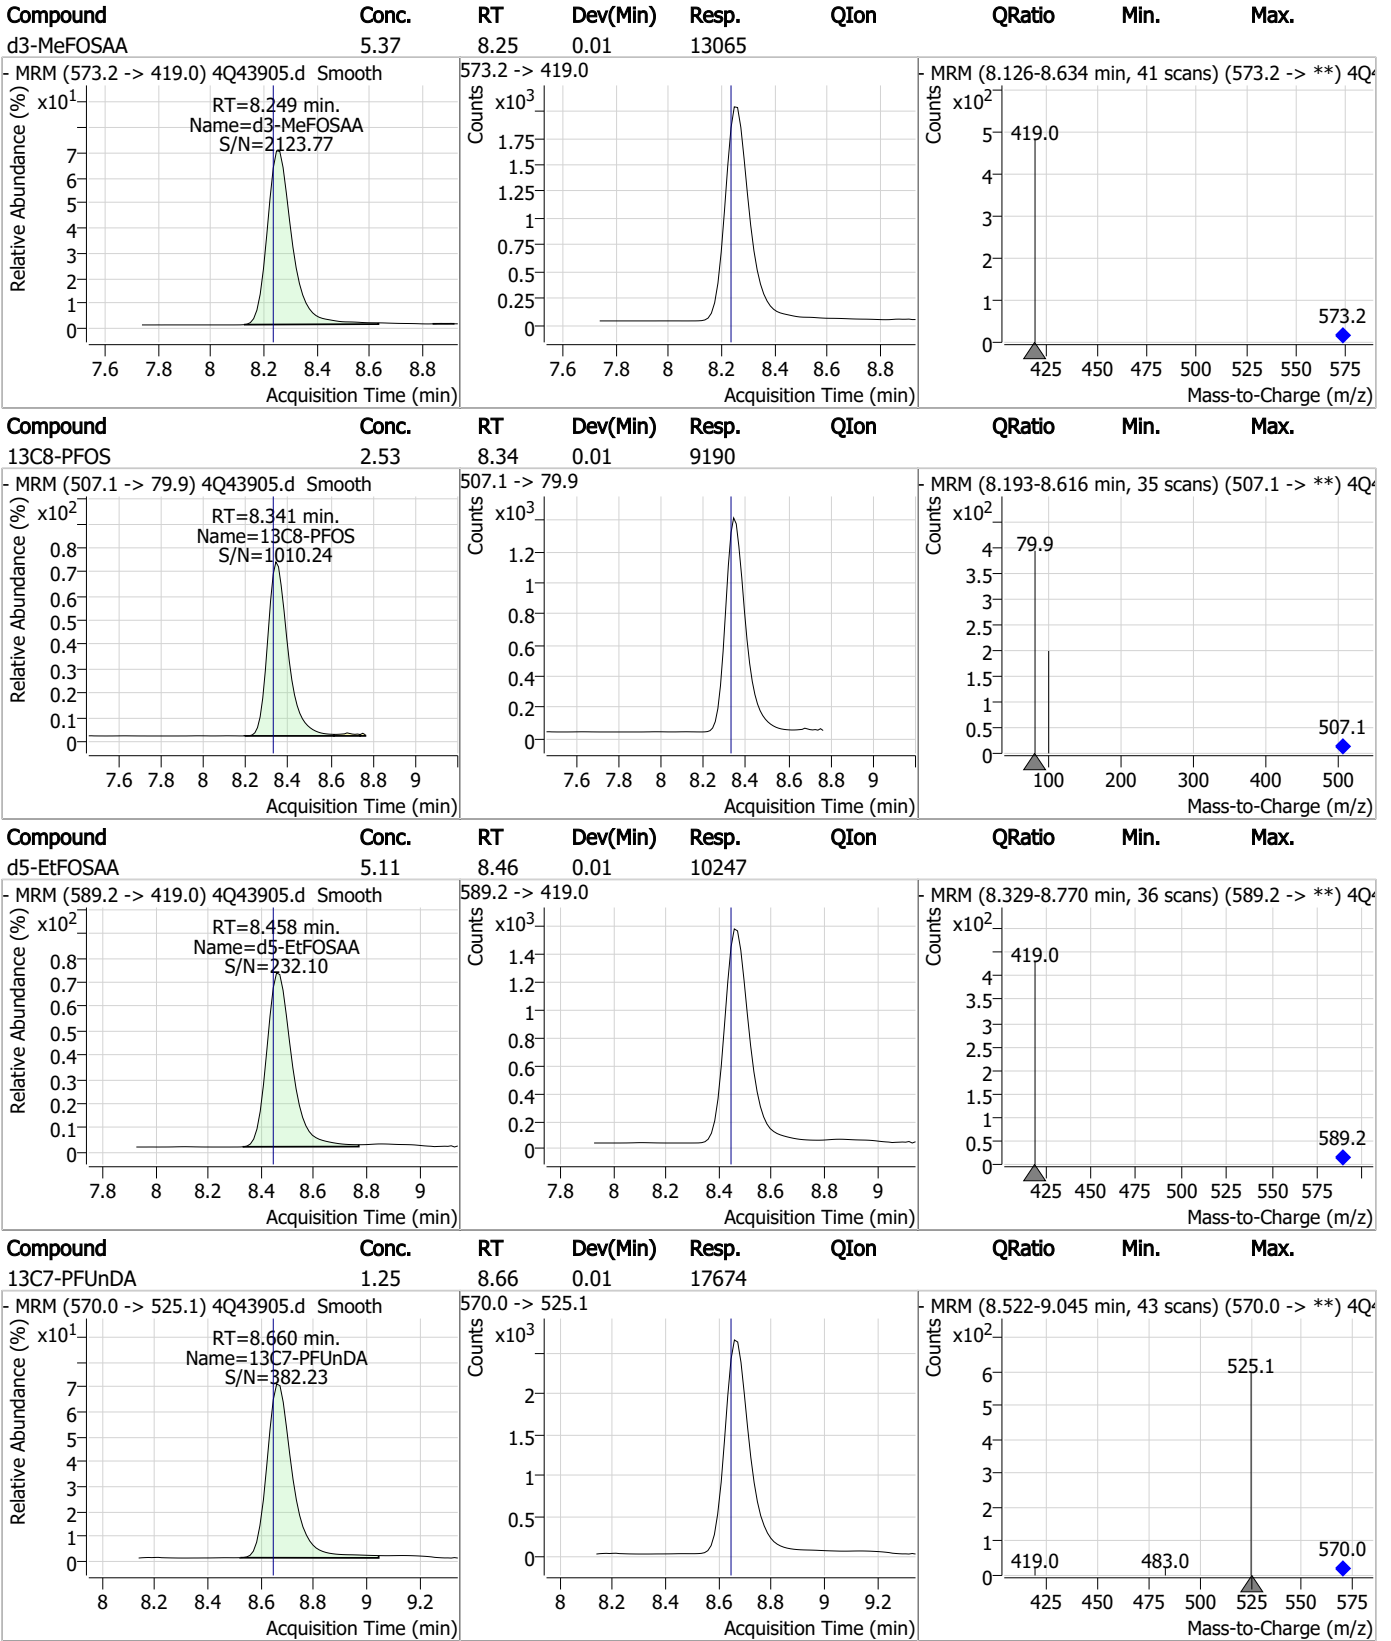 Compound Conc. RT Dev(Min) Resp. QIon QRatio Min. Max.
d3-MeFOSAA 5.37 8.25 0.01 13065
- MRM (573.2 -> 419.0) 4Q43905.d Smooth
Relative Abundance (%)
x10^1
RT=8.249 min.
Name=d3-MeFOSAA
S/N=2123.77
7
6
5
4
3
2
1
0
7.6 7.8 8 8.2 8.4 8.6 8.8
Acquisition Time (min)
573.2 -> 419.0
Counts
x10^3
1.75
1.5
1.25
1
0.75
0.5
0.25
0
7.6 7.8 8 8.2 8.4 8.6 8.8
Acquisition Time (min)
- MRM (8.126-8.634 min, 41 scans) (573.2 -> **) 4Q4
Counts
x10^2
5
4
3
2
1
0
419.0
573.2
425 450 475 500 525 550 575
Mass-to-Charge (m/z)
Compound Conc. RT Dev(Min) Resp. QIon QRatio Min. Max.
13C8-PFOS 2.53 8.34 0.01 9190
- MRM (507.1 -> 79.9) 4Q43905.d Smooth
Relative Abundance (%)
x10^2
RT=8.341 min.
Name=13C8-PFOS
S/N=1010.24
0.8
0.7
0.6
0.5
0.4
0.3
0.2
0.1
0
7.6 7.8 8 8.2 8.4 8.6 8.8 9
Acquisition Time (min)
507.1 -> 79.9
Counts
x10^3
1.2
1
0.8
0.6
0.4
0.2
0
7.6 7.8 8 8.2 8.4 8.6 8.8 9
Acquisition Time (min)
- MRM (8.193-8.616 min, 35 scans) (507.1 -> **) 4Q4
Counts
x10^2
4
3.5
3
2.5
2
1.5
1
0.5
0
79.9
507.1
100 200 300 400 500
Mass-to-Charge (m/z)
Compound Conc. RT Dev(Min) Resp. QIon QRatio Min. Max.
d5-EtFOSAA 5.11 8.46 0.01 10247
- MRM (589.2 -> 419.0) 4Q43905.d Smooth
Relative Abundance (%)
x10^2
RT=8.458 min.
Name=d5-EtFOSAA
S/N=232.10
0.8
0.7
0.6
0.5
0.4
0.3
0.2
0.1
0
7.8 8 8.2 8.4 8.6 8.8 9
Acquisition Time (min)
589.2 -> 419.0
Counts
x10^3
1.4
1.2
1
0.8
0.6
0.4
0.2
0
7.8 8 8.2 8.4 8.6 8.8 9
Acquisition Time (min)
- MRM (8.329-8.770 min, 36 scans) (589.2 -> **) 4Q4
Counts
x10^2
4
3.5
3
2.5
2
1.5
1
0.5
0
419.0
589.2
425 450 475 500 525 550 575
Mass-to-Charge (m/z)
Compound Conc. RT Dev(Min) Resp. QIon QRatio Min. Max.
13C7-PFUnDA 1.25 8.66 0.01 17674
- MRM (570.0 -> 525.1) 4Q43905.d Smooth
Relative Abundance (%)
x10^1
RT=8.660 min.
Name=13C7-PFUnDA
S/N=382.23
7
6
5
4
3
2
1
0
8 8.2 8.4 8.6 8.8 9 9.2
Acquisition Time (min)
570.0 -> 525.1
Counts
x10^3
2
1.5
1
0.5
0
8 8.2 8.4 8.6 8.8 9 9.2
Acquisition Time (min)
- MRM (8.522-9.045 min, 43 scans) (570.0 -> **) 4Q4
Counts
x10^2
6
5
4
3
2
1
0
525.1
419.0 483.0 570.0
425 450 475 500 525 550 575
Mass-to-Charge (m/z)